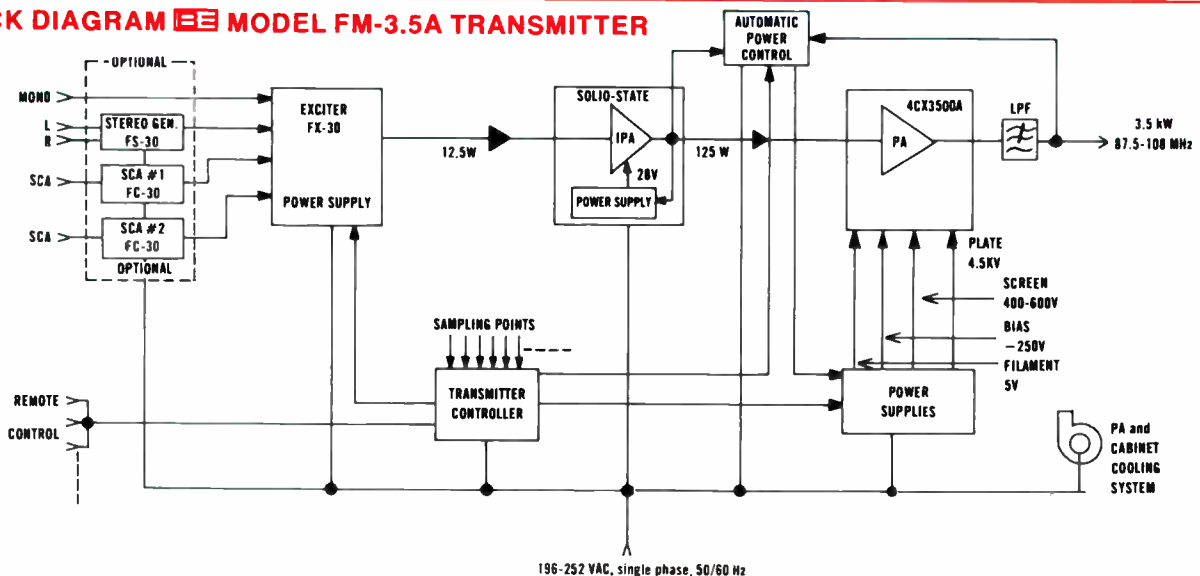 CK DIAGRAM BE MODEL FM-3.5A TRANSMITTER
OPTIONAL
MONO
L
R
STEREO GEN.
FS-30
SCA
SCA #1
FC-30
SCA
SCA #2
FC-30
OPTIONAL
EXCITER
FX-30
POWER SUPPLY
12.5W
SOLIO-STATE
IPA
28V
POWER SUPPLY
125 W
AUTOMATIC
POWER
CONTROL
4CX3500A
PA
LPF
3.5 kW
87.5-108 MHz
PLATE
4.5KV
SCREEN
400-600V
BIAS
-250V
FILAMENT
5V
SAMPLING POINTS
TRANSMITTER
CONTROLLER
POWER
SUPPLIES
REMOTE
CONTROL
PA and
CABINET
COOLING
SYSTEM
196-252 VAC, single phase, 50/60 Hz